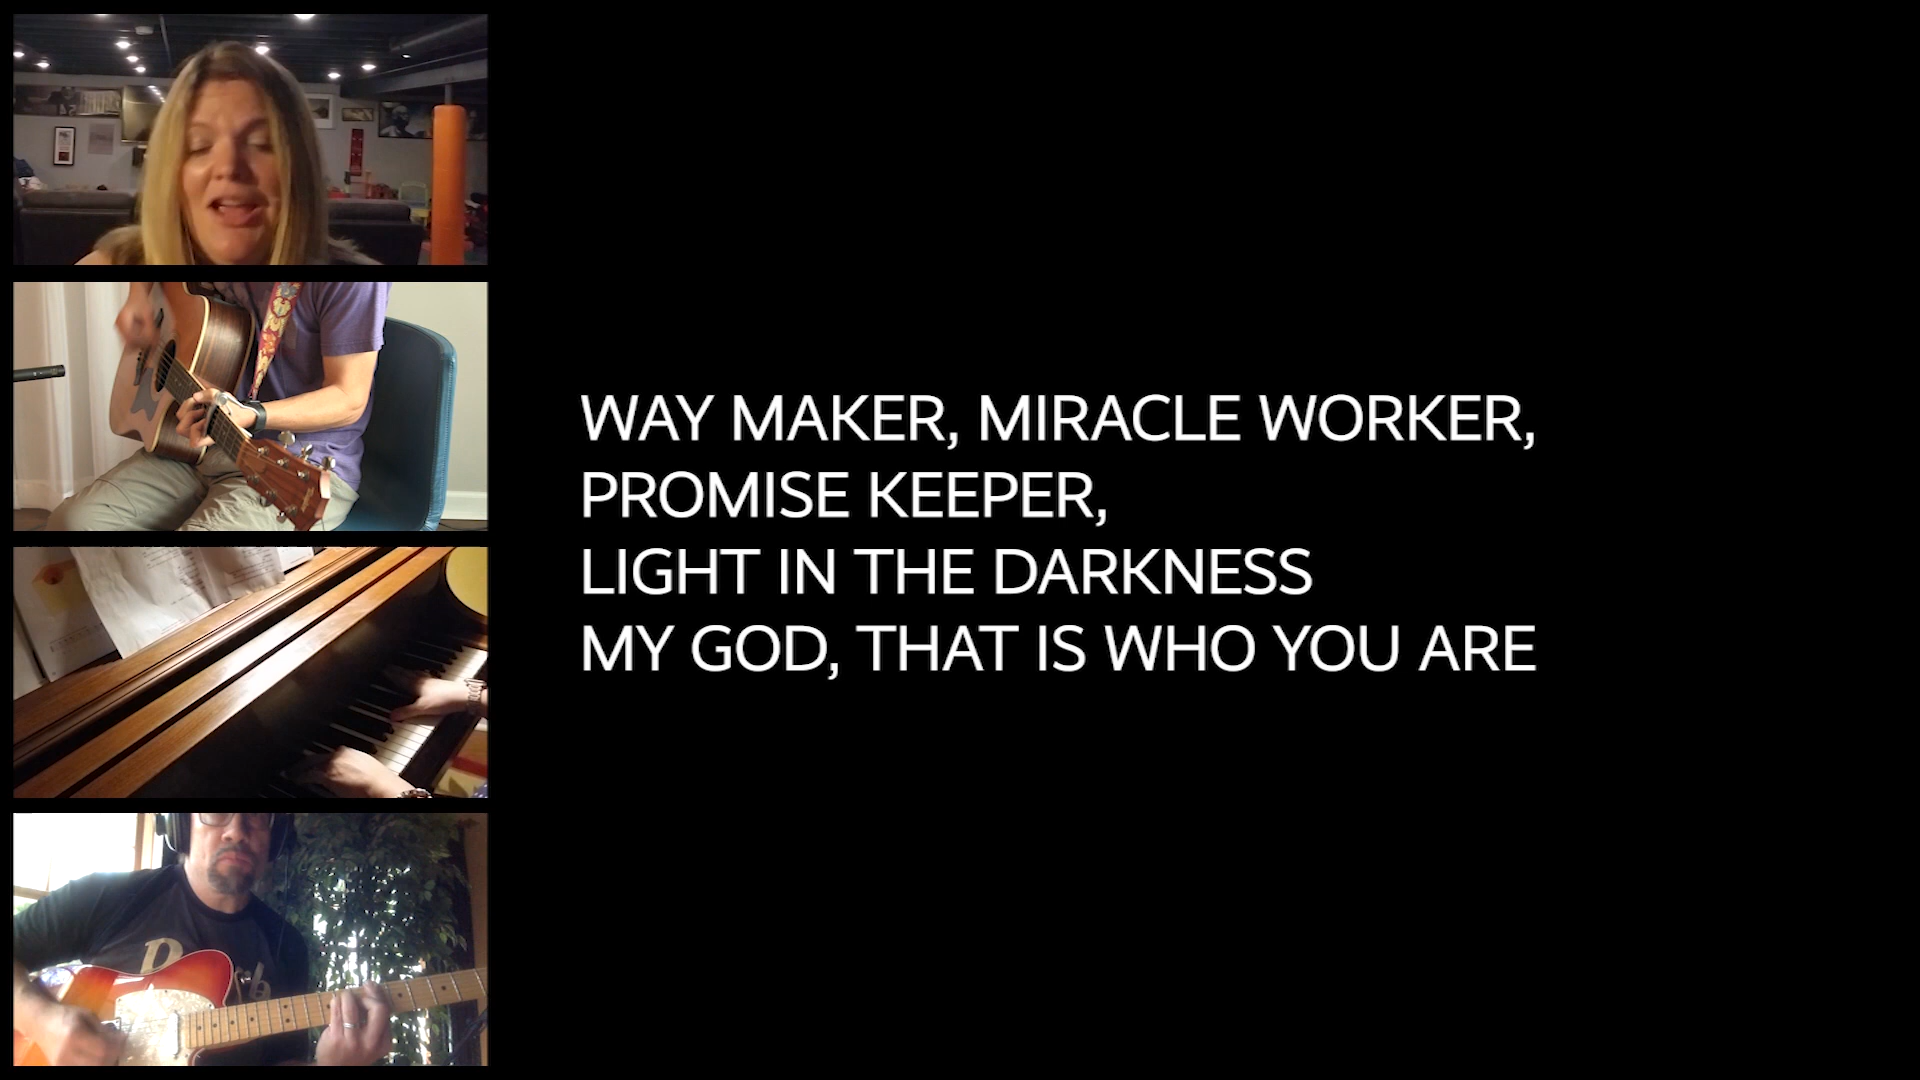 WAY MAKER, MIRACLE WORKER,
PROMISE KEEPER,
LIGHT IN THE DARKNESS
MY GOD, THAT IS WHO YOU ARE